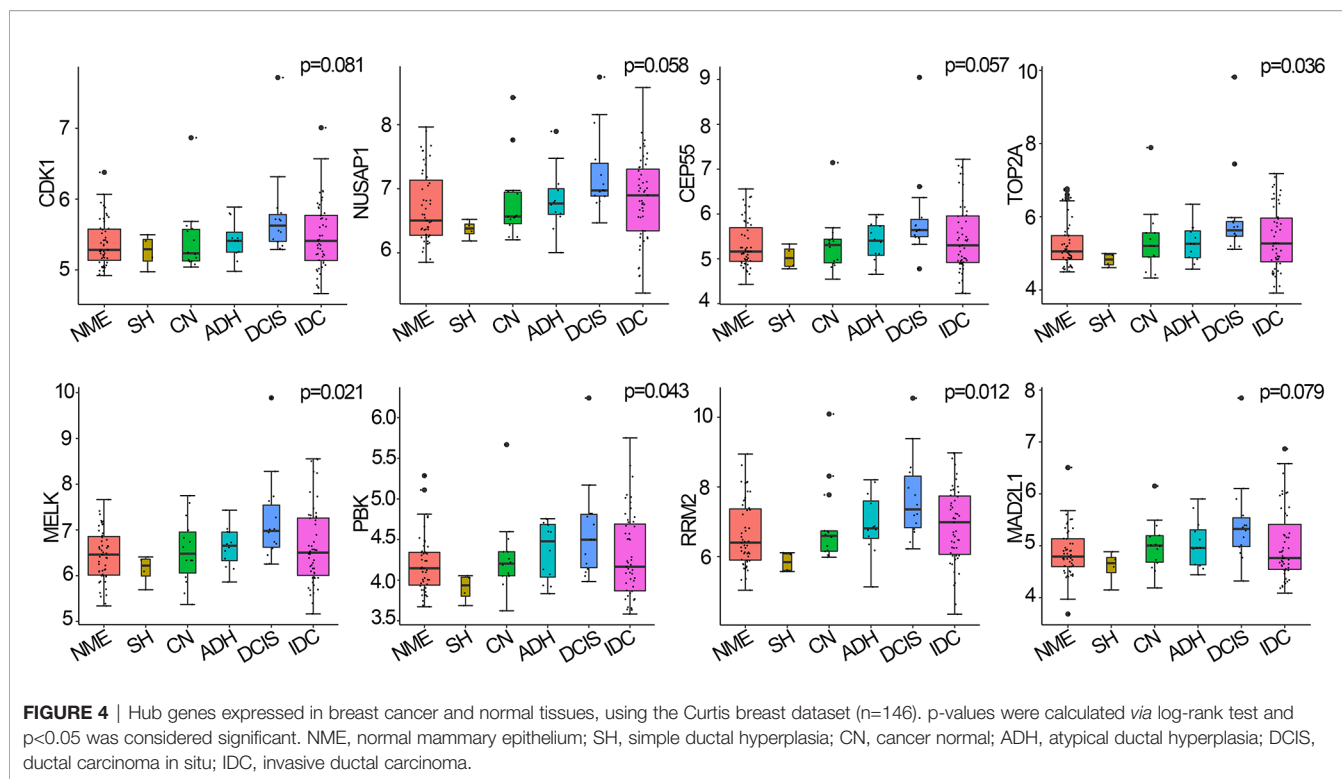 p=0.081
CDK1
7
6
5
NME SH CN ADH DCIS IDC
p=0.058
NUSAP1
8
7
6
NME SH CN ADH DCIS IDC
p=0.057
CEP55
9
8
7
6
5
4
NME SH CN ADH DCIS IDC
p=0.036
TOP2A
10
8
6
4
NME SH CN ADH DCIS IDC
p=0.021
MELK
10
9
8
7
6
5
NME SH CN ADH DCIS IDC
p=0.043
PBK
6.0
5.5
5.0
4.5
4.0
3.5
NME SH CN ADH DCIS IDC
p=0.012
RRM2
10
8
6
NME SH CN ADH DCIS IDC
p=0.079
MAD2L1
8
7
6
5
4
NME SH CN ADH DCIS IDC
FIGURE 4 | Hub genes expressed in breast cancer and normal tissues, using the Curtis breast dataset (n=146). p-values were calculated via log-rank test and
p<0.05 was considered significant. NME, normal mammary epithelium; SH, simple ductal hyperplasia; CN, cancer normal; ADH, atypical ductal hyperplasia; DCIS,
ductal carcinoma in situ; IDC, invasive ductal carcinoma.